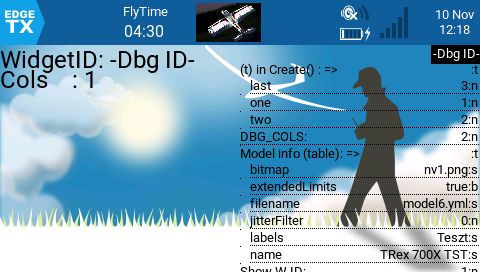 EDGE
TX
FlyTime
04:30
10 Nov
12:18
WidgetID: -Dbg ID-
Cols : 1
-Dbg ID-
(t) in Create() : => :t
last 3:n
one 1:n
two 2:n
DBG_COLS: 2:n
Model info (table): => :t
bitmap nv1.png:s
extendedLimits true:b
filename model6.yml:s
jitterFilter 0:n
labels Teszt:s
name TRex 700X TST:s
Show W.ID: 1:n